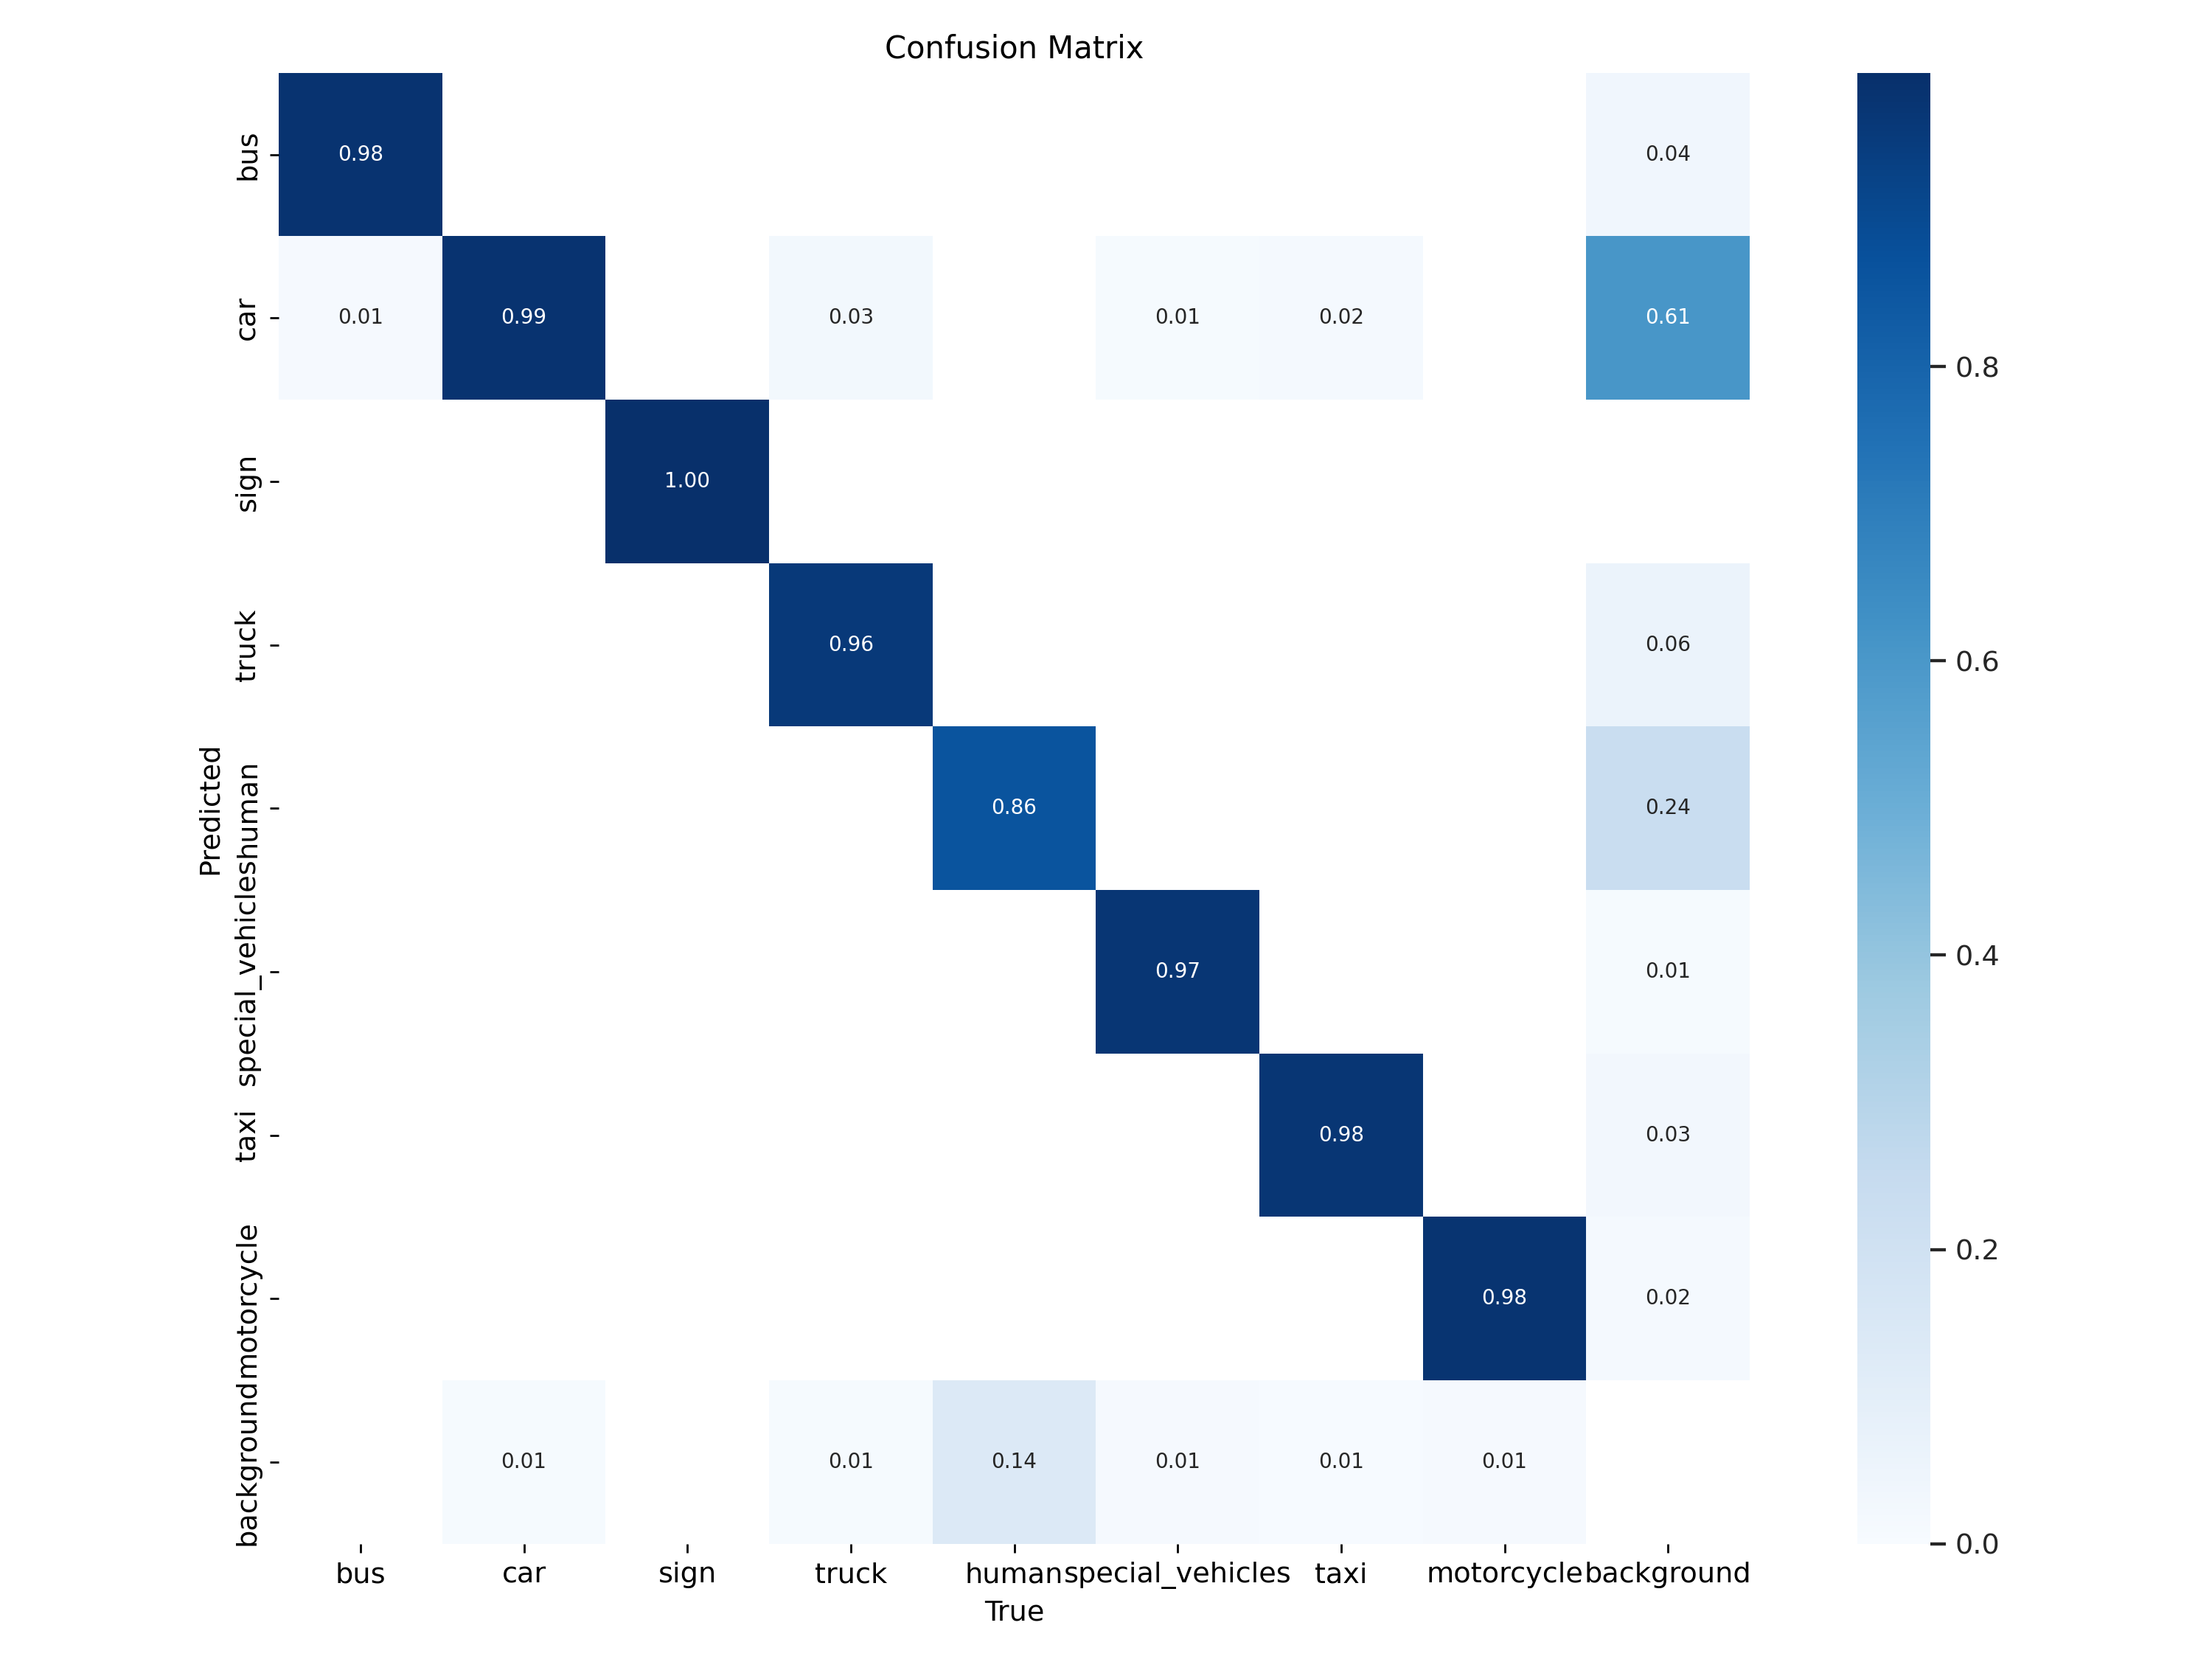 Confusion Matrix
bus
0.98
0.04
car
0.01 0.99 0.03 0.01 0.02 0.61
0.8
sign
1.00
truck
0.96 0.06
0.6
Predicted
human
0.86 0.24
special_vehicles
0.97 0.01
0.4
taxi
0.98 0.03
motorcycle
0.98 0.02
0.2
background
0.01 0.01 0.14 0.01 0.01 0.01
0.0
bus car sign truck human special_vehicles taxi motorcycle background
True